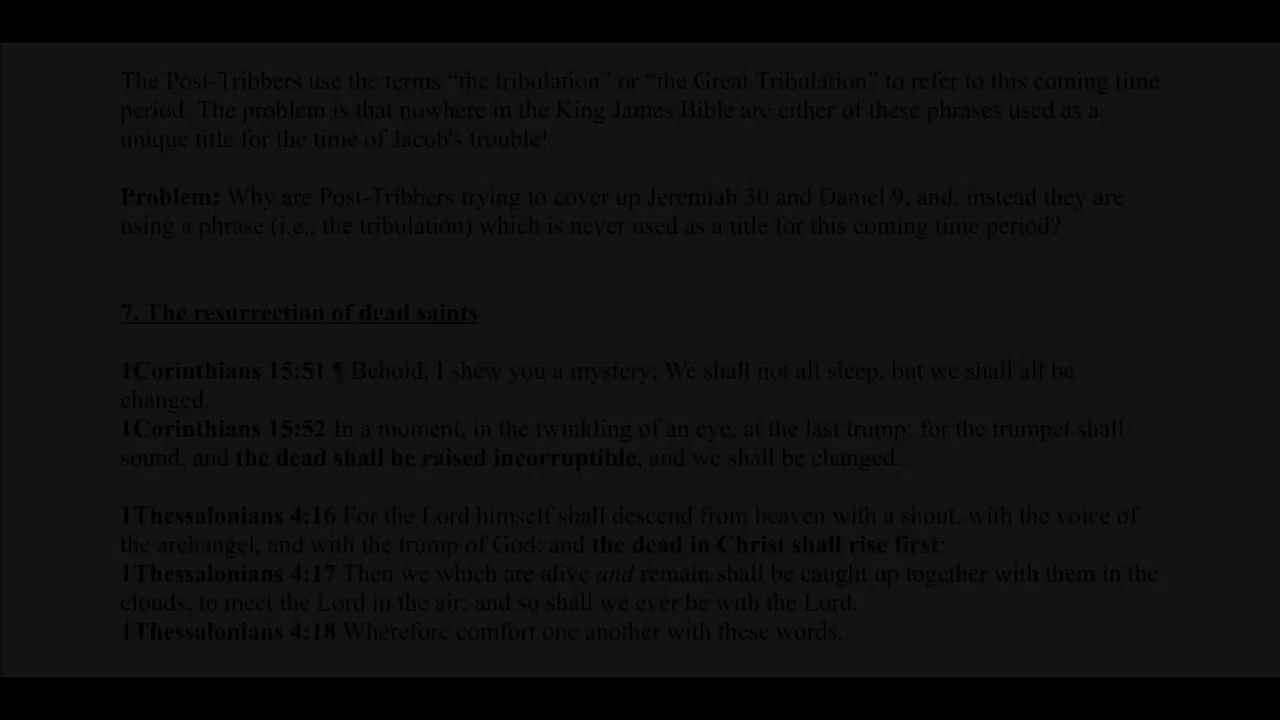 The Post-Tribbers use the terms “the tribulation” or “the Great Tribulation” to refer to this coming time
period. The problem is that nowhere in the King James Bible are either of these phrases used as a
unique title for the time of Jacob's trouble!
Problem: Why are Post-Tribbers trying to cover up Jeremiah 30 and Daniel 9, and, instead they are
using a phrase (i.e., the tribulation) which is never used as a title for this coming time period?
7. The resurrection of dead saints
1Corinthians 15:51 ¶ Behold, I shew you a mystery; We shall not all sleep, but we shall all be
changed,
1Corinthians 15:52 In a moment, in the twinkling of an eye, at the last trump: for the trumpet shall
sound, and the dead shall be raised incorruptible, and we shall be changed.
1Thessalonians 4:16 For the Lord himself shall descend from heaven with a shout, with the voice of
the archangel, and with the trump of God: and the dead in Christ shall rise first:
1Thessalonians 4:17 Then we which are alive and remain shall be caught up together with them in the
clouds, to meet the Lord in the air: and so shall we ever be with the Lord.
1Thessalonians 4:18 Wherefore comfort one another with these words.